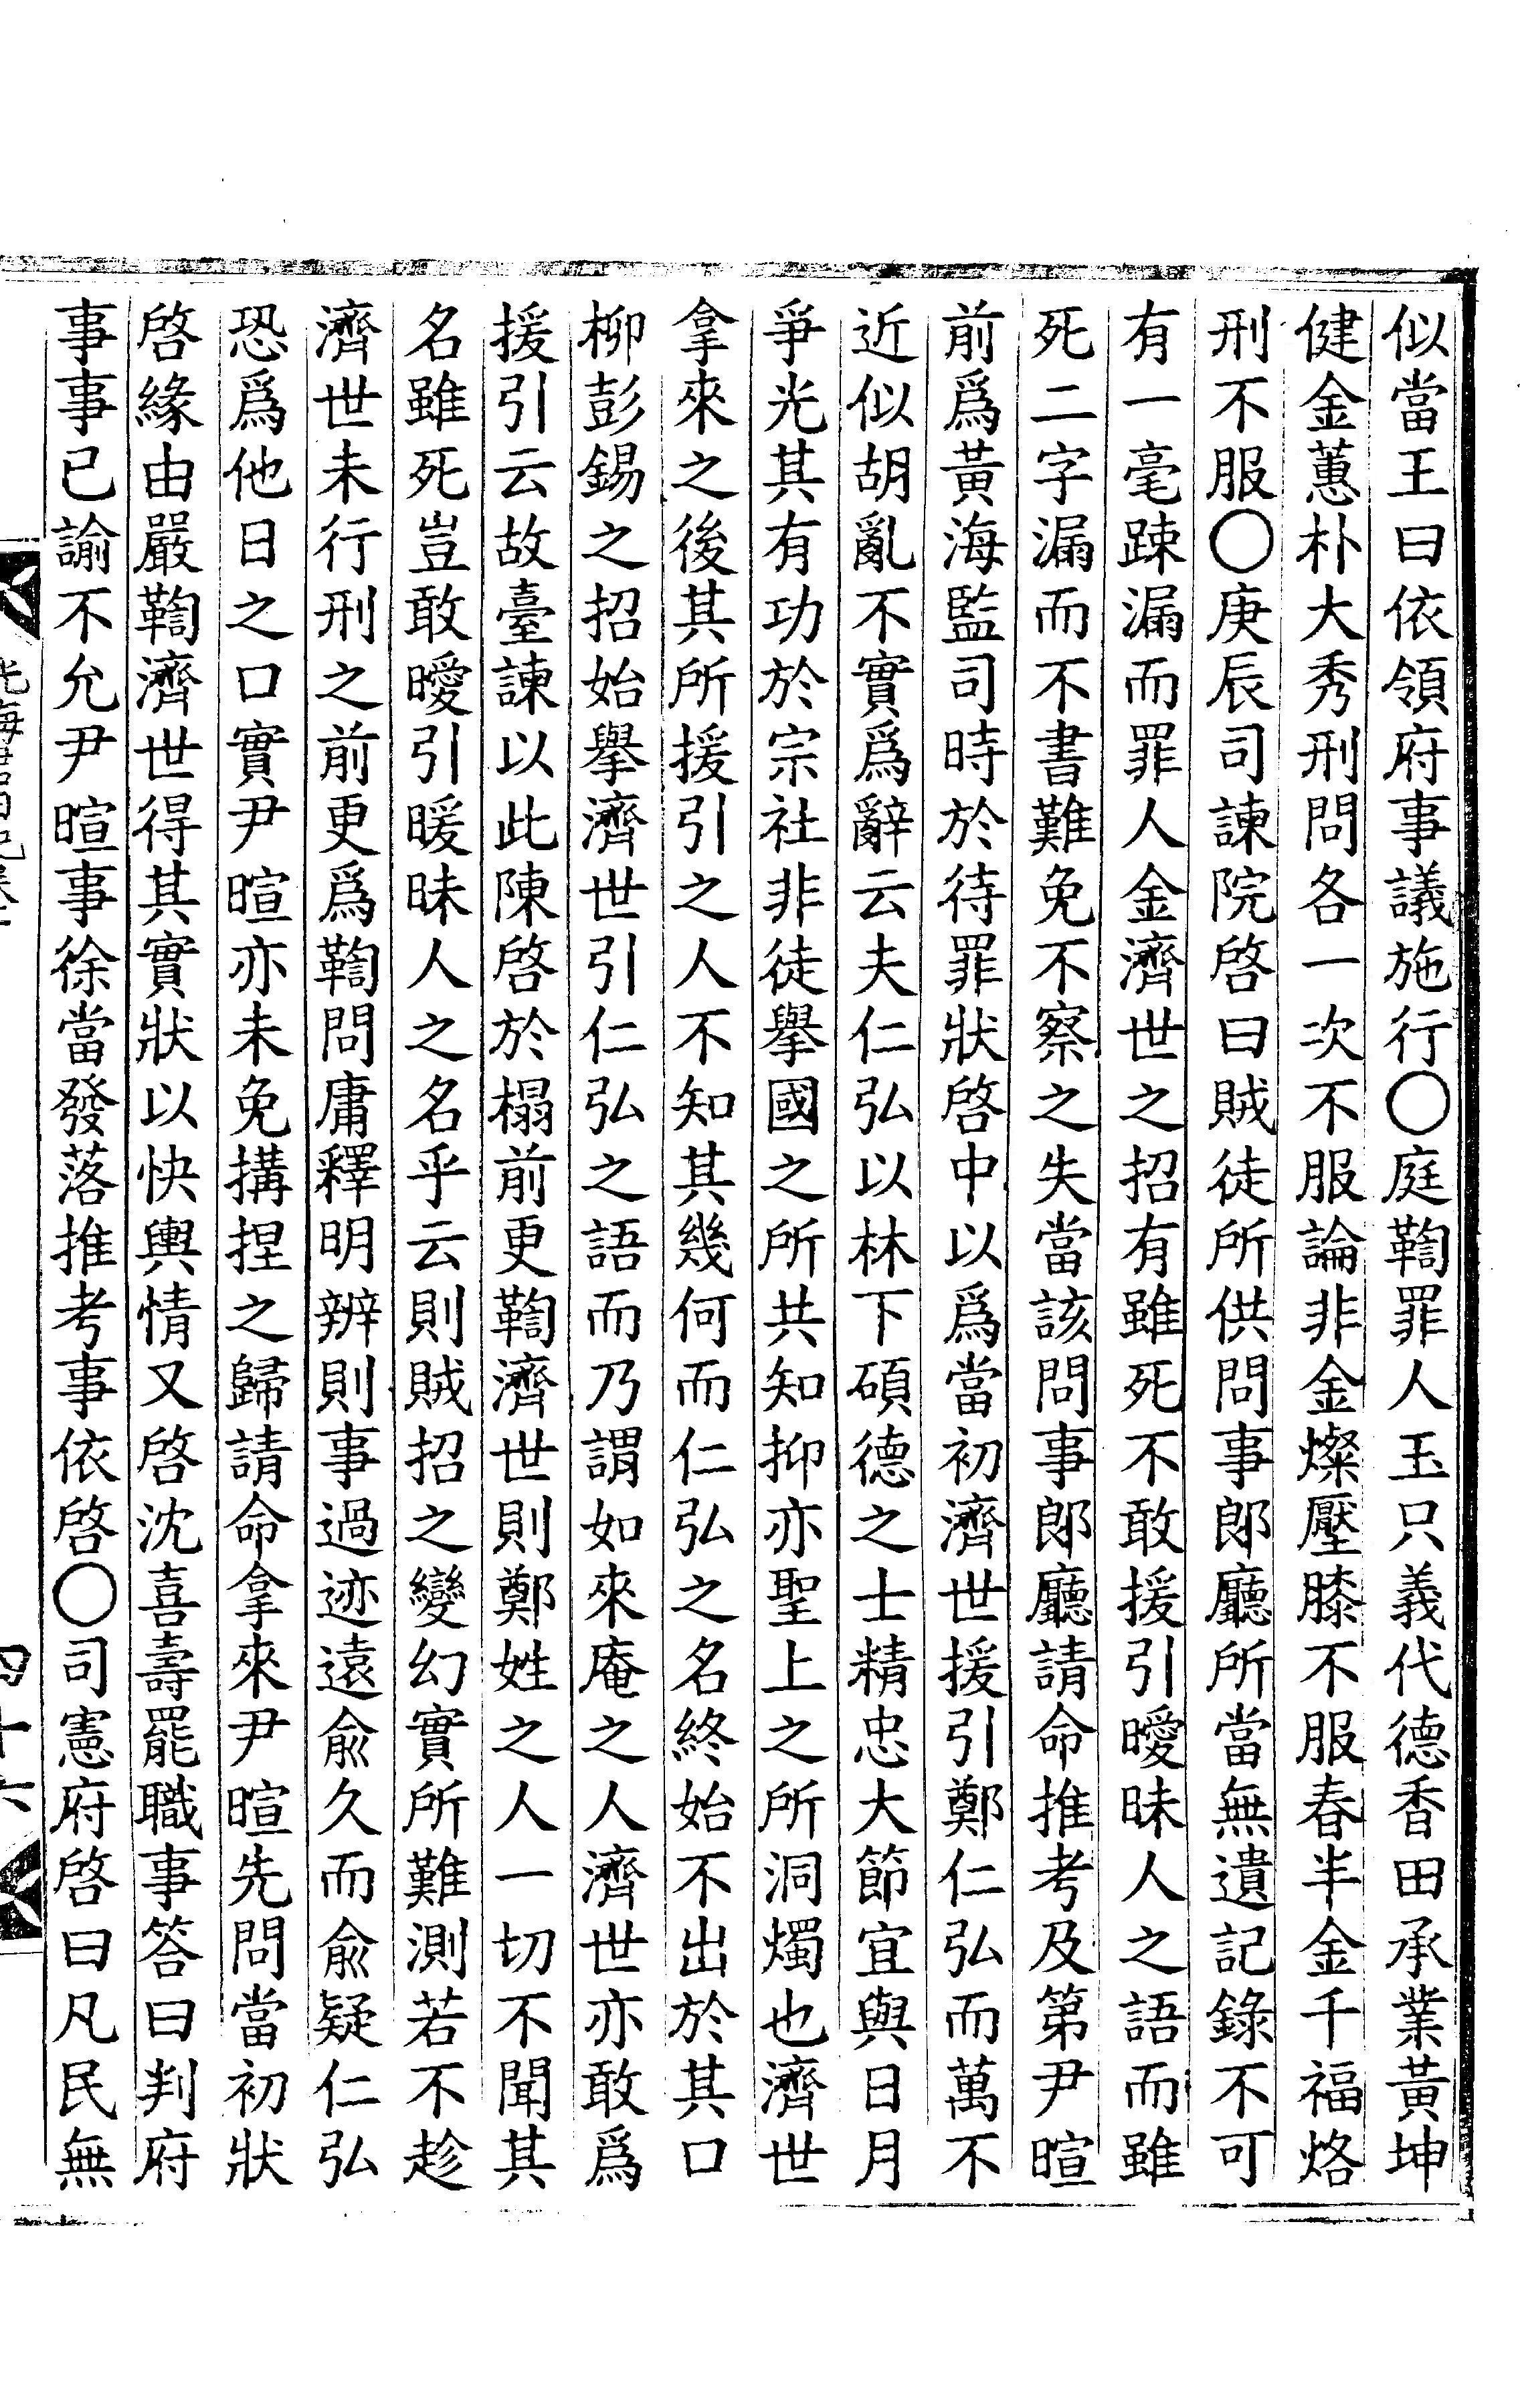 似當王曰依領府事議施行○庭鞫罪人玉只義代德香田承業黃坤
健金蕙朴大秀刑問各一次不服論非金燦壓膝不服春半金千福烙
刑不服○庚辰司諫院啓曰賊徒所供問事郞廳所當無遺記錄不可
有一毫踈漏而罪人金濟世之招有雖死不敢援引曖昧人之語而雖
死二字漏而不書難免不察之失當該問事郞廳請命推考及第尹暄
前爲黃海監司時於待罪狀啓中以爲當初濟世援引鄭仁弘而萬不
近似胡亂不實爲辭云夫仁弘以林下碩德之士精忠大節宜與日月
爭光其有功於宗社非徒擧國之所共知抑亦聖上之所洞燭也濟世
拿來之後其所援引之人不知其幾何而仁弘之名終始不出於其口
柳彭錫之招始擧濟世引仁弘之語而乃謂如來庵之人濟世亦敢爲
援引云故臺諫以此陳啓於榻前更鞫濟世則鄭姓之人一切不聞其
名雖死豈敢曖引暖昧人之名乎云則賊招之變幻實所難測若不趁
濟世未行刑之前更爲鞫問庸釋明辨則事過迹遠兪久而兪疑仁弘
恐爲他日之口實尹暄亦未免搆捏之歸請命拿來尹暄先問當初狀
啓緣由嚴鞫濟世得其實狀以快輿情又啓沈喜壽罷職事答曰判府
事事已諭不允尹暄事徐當發落推考事依啓○司憲府啓曰凡民無
四十六